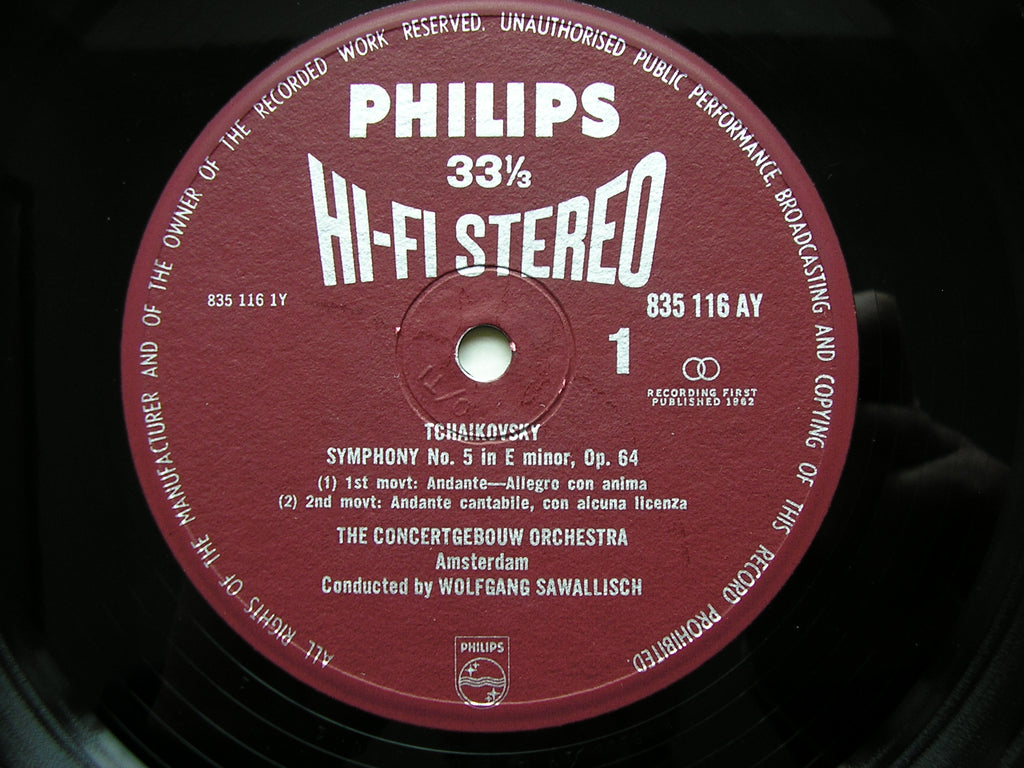 ALL RIGHTS OF THE MANUFACTURER AND OF THE OWNER OF THE RECORDED WORK RESERVED. UNAUTHORISED PUBLIC PERFORMANCE, BROADCASTING AND COPYING OF THIS RECORD PROHIBITED
PHILIPS
33⅓
HI-FI STEREO
835 116 1Y
835 116 AY
1
RECORDING FIRST
PUBLISHED 1962
TCHAIKOVSKY
SYMPHONY No. 5 in E minor, Op. 64
(1) 1st movt: Andante—Allegro con anima
(2) 2nd movt: Andante cantabile, con alcuna licenza
THE CONCERTGEBOUW ORCHESTRA
Amsterdam
Conducted by WOLFGANG SAWALLISCH
PHILIPS